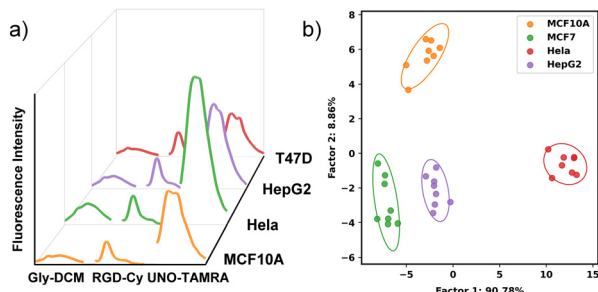 a)
Fluorescence Intensity
T47D
HepG2
Hela
MCF10A
Gly-DCM RGD-Cy UNO-TAMRA
b)
Factor 2: 8.86%
8
6
4
2
0
−2
−4
−6
MCF10A
MCF7
Hela
HepG2
−5 0 5 10 15
Factor 1: 90.78%